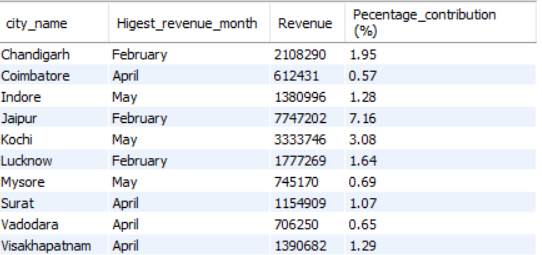 city_name Higest_revenue_month Revenue Pecentage_contribution (%)
Chandigarh February 2108290 1.95
Coimbatore April 612431 0.57
Indore May 1380996 1.28
Jaipur February 7747202 7.16
Kochi May 3333746 3.08
Lucknow February 1777269 1.64
Mysore May 745170 0.69
Surat April 1154909 1.07
Vadodara April 706250 0.65
Visakhapatnam April 1390682 1.29